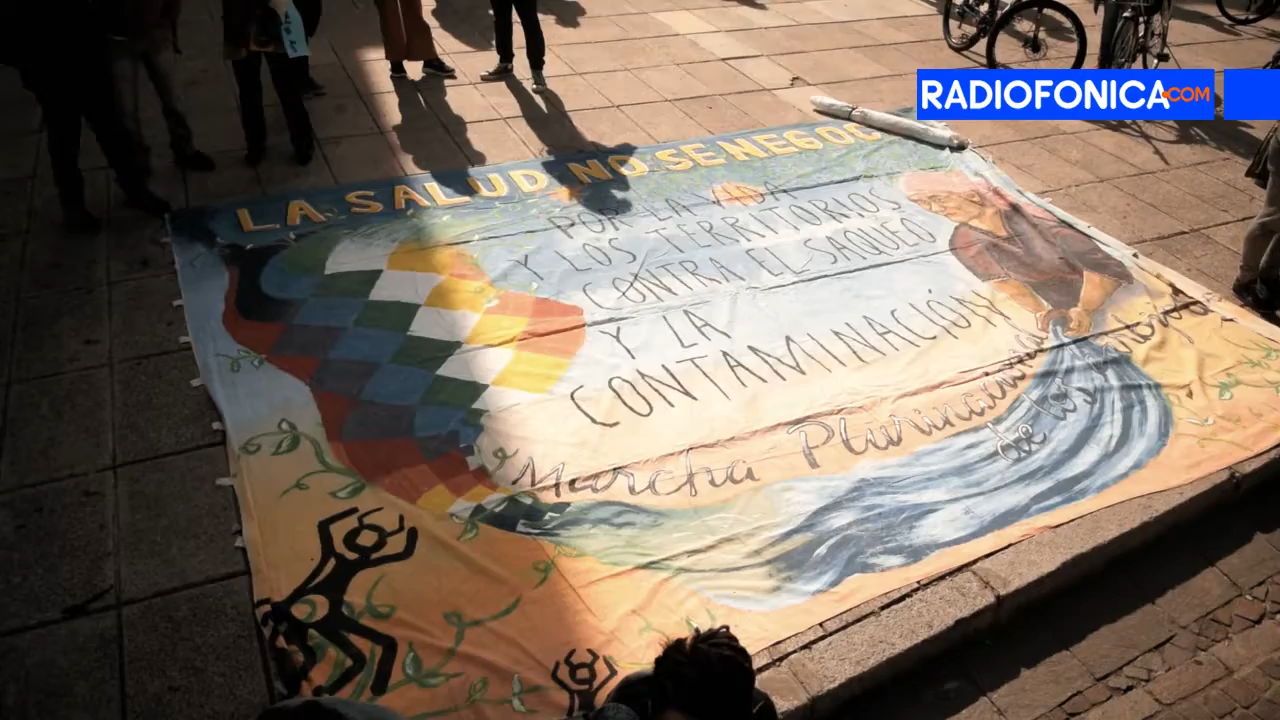 RADIOFONICA.COM
LA SALUD NO SE NEGOC
POR LA VIDA
Y LOS TERRITORIOS
CONTRA EL SAQUEO
Y LA
CONTAMINACIÓN
Marcha Plurinacional
de los